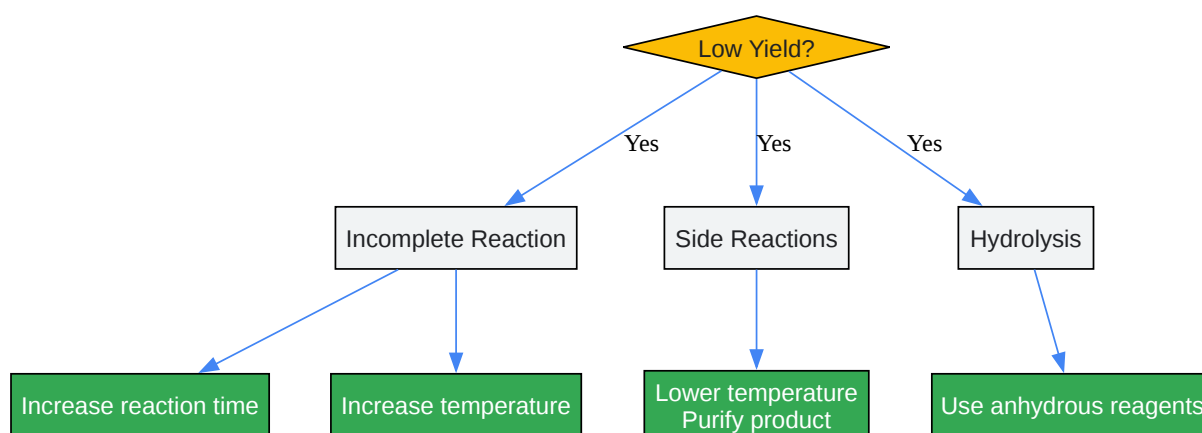 Low Yield?
Yes
Yes
Yes
Incomplete Reaction
Side Reactions
Hydrolysis
Increase reaction time
Increase temperature
Lower temperature
Purify product
Use anhydrous reagents